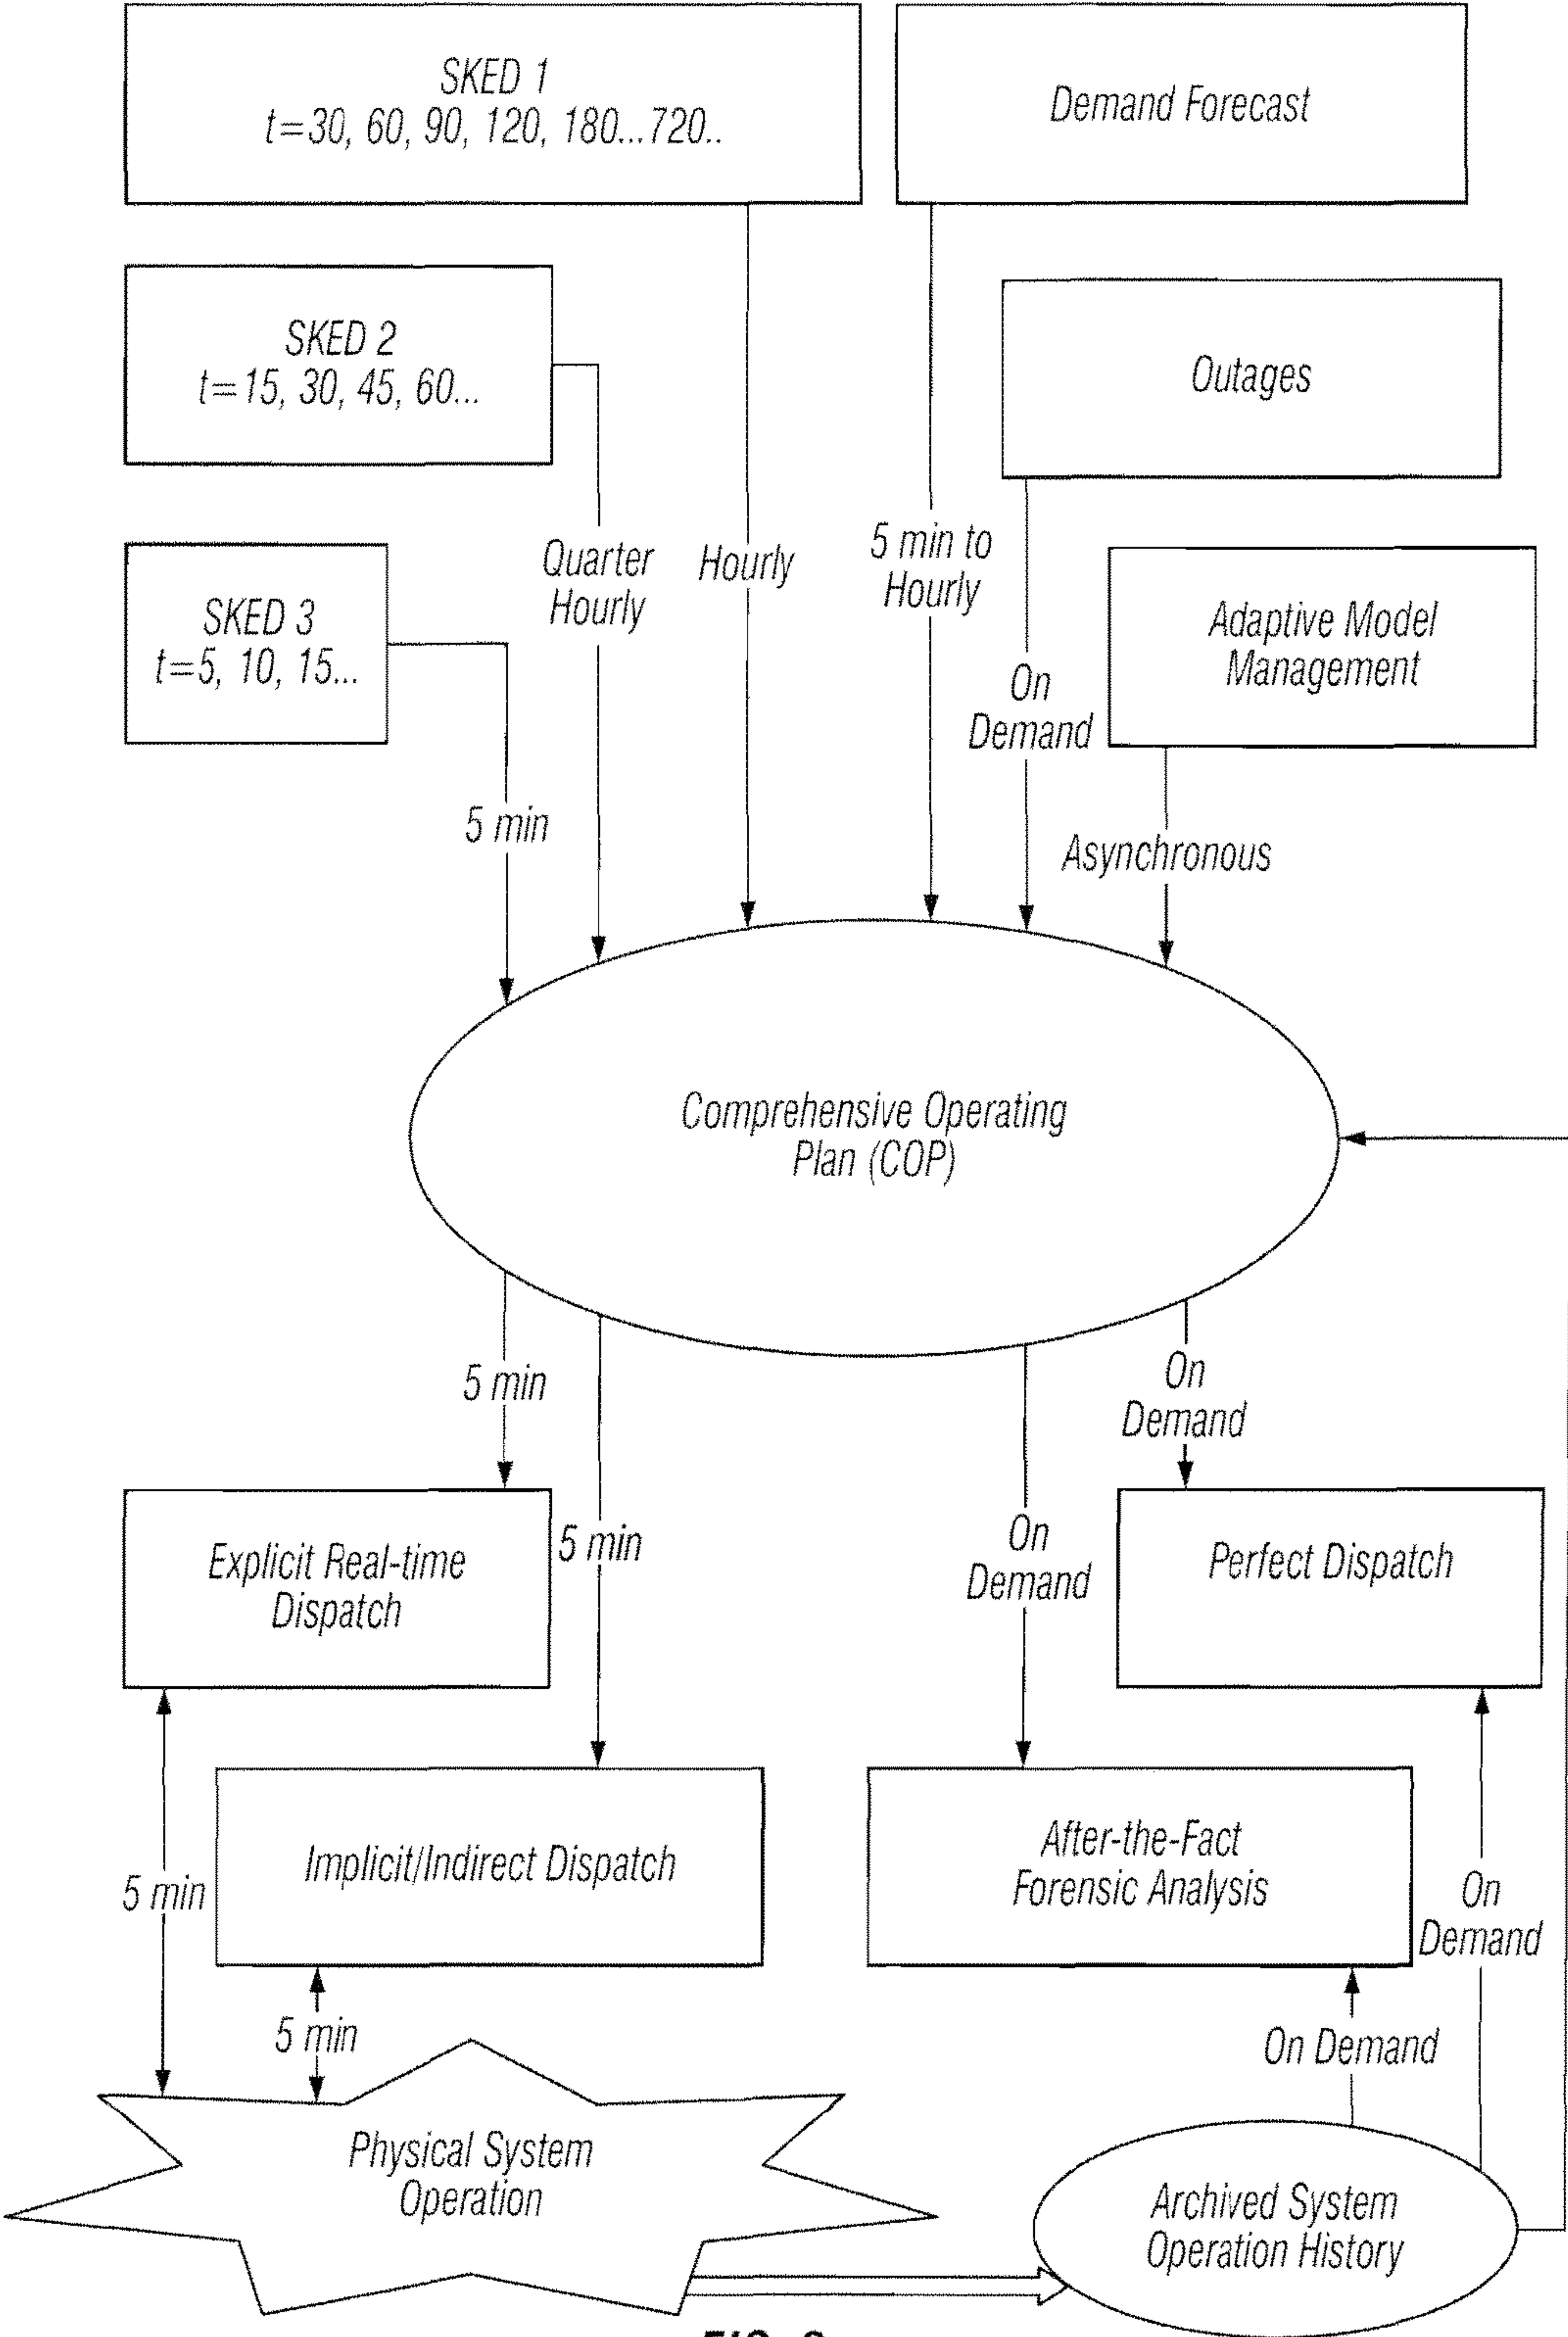 SKED 1
t=30, 60, 90, 120, 180...720..
Demand Forecast
SKED 2
t=15, 30, 45, 60...
Outages
SKED 3
t=5, 10, 15...
Quarter
Hourly
Hourly
5 min to
Hourly
On
Demand
Adaptive Model
Management
5 min
Asynchronous
Comprehensive Operating
Plan (COP)
5 min
5 min
On
Demand
On
Demand
Explicit Real-time
Dispatch
Perfect Dispatch
Implicit/Indirect Dispatch
After-the-Fact
Forensic Analysis
5 min
5 min
On Demand
On
Demand
Physical System
Operation
Archived System
Operation History